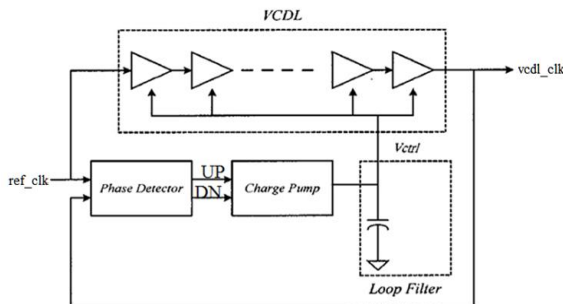 VCDL
vcdl_clk
Vctrl
ref_clk
Phase Detector
UP
DN
Charge Pump
Loop Filter